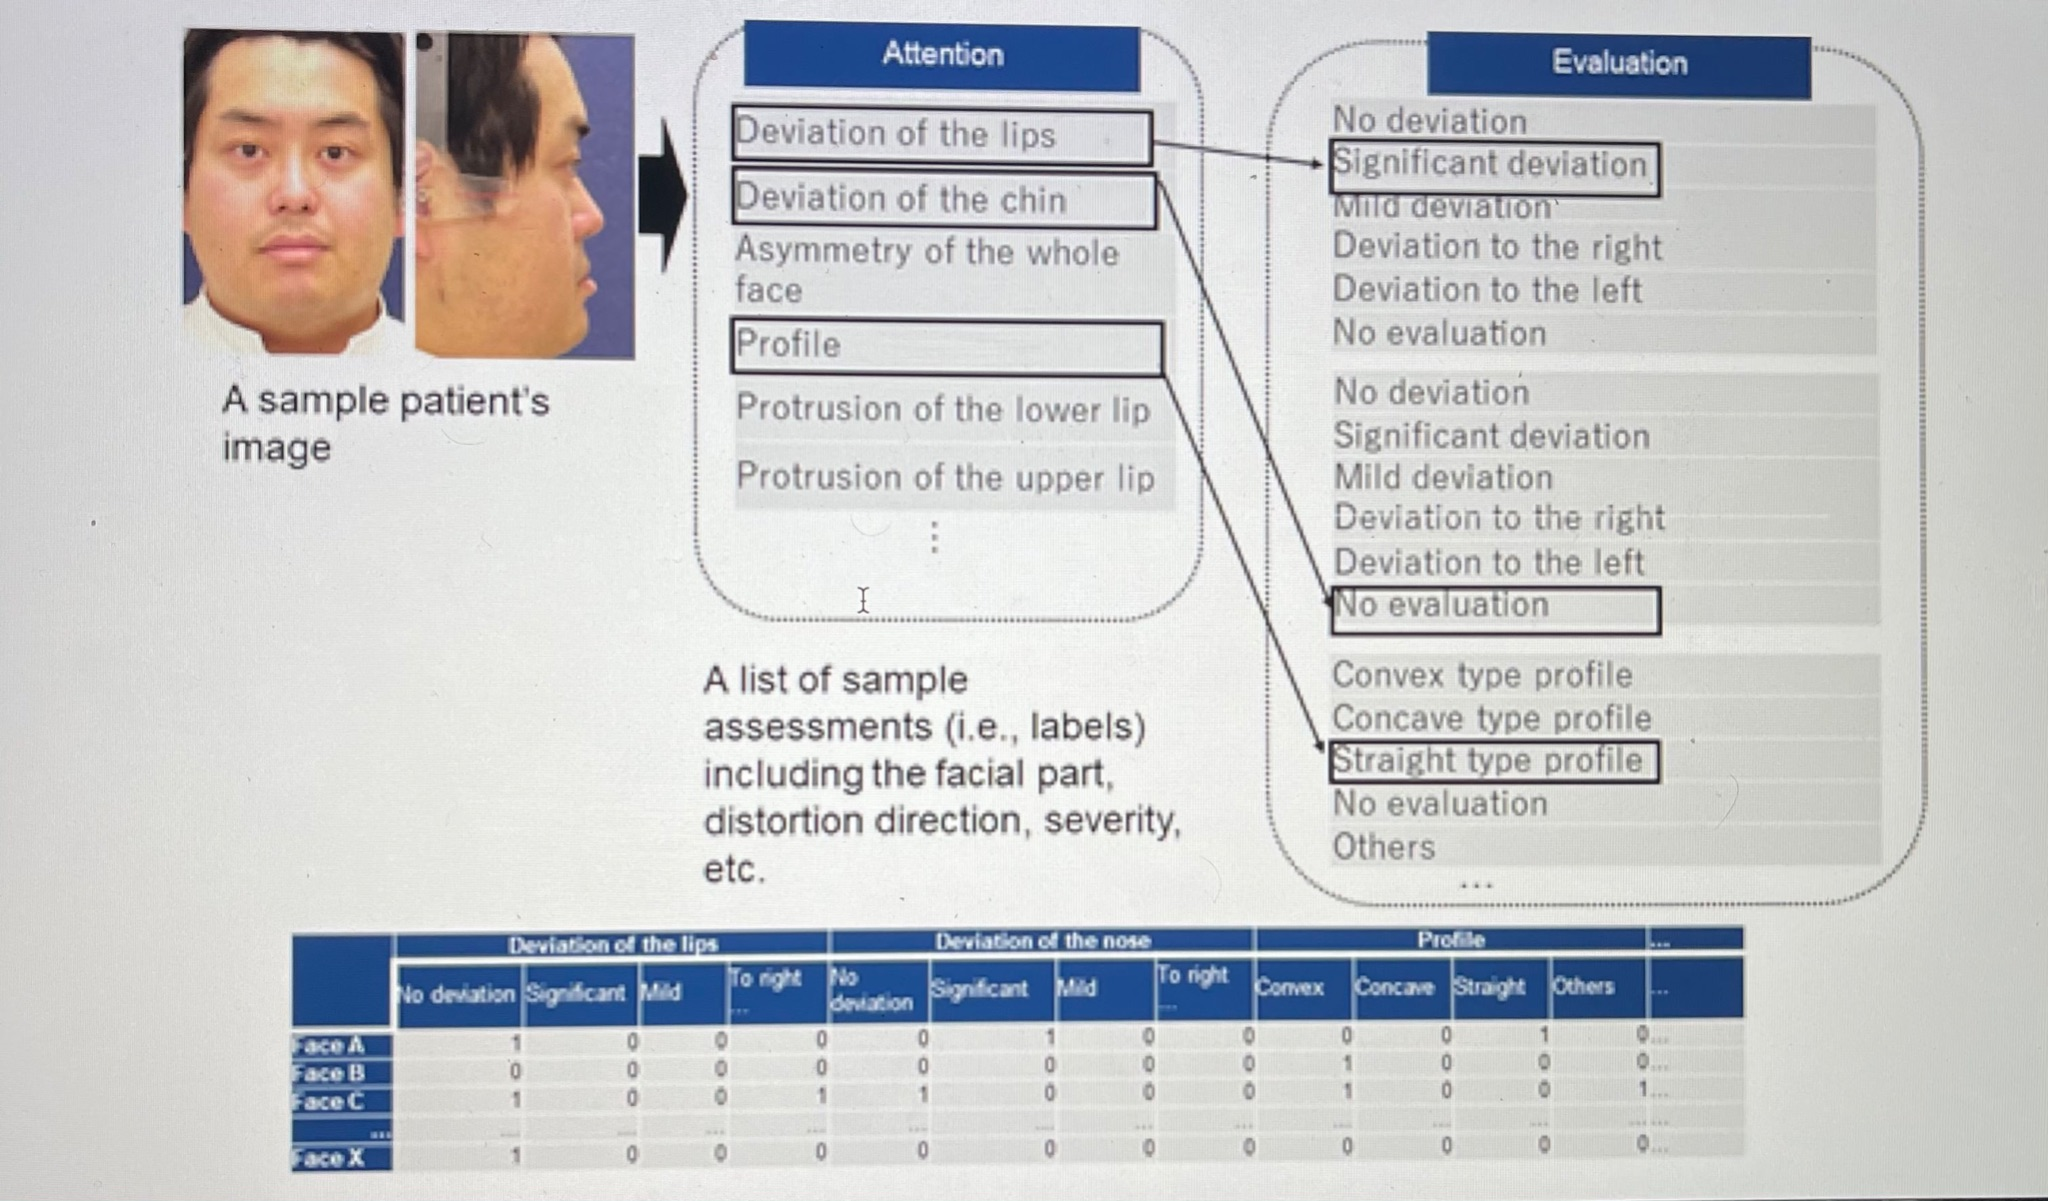 Attention
Deviation of the lips
Deviation of the chin
Asymmetry of the whole
face
Profile
Protrusion of the lower lip
Protrusion of the upper lip
Evaluation
No deviation
Significant deviation
Mild deviation
Deviation to the right
Deviation to the left
No evaluation
No deviation
Significant deviation
Mild deviation
Deviation to the right
Deviation to the left
No evaluation
Convex type profile
Concave type profile
Straight type profile
No evaluation
Others
...
A sample patient's
image
A list of sample
assessments (i.e., labels)
including the facial part,
distortion direction, severity,
etc.
Deviation of the lips Deviation of the nose Profile ...
No deviation Significant Mild To right ... No deviation Significant Mild To right ... Convex Concave Straight Others ...
Face A 1 0 0 0 0 1 0 0 0 0 1 0...
Face B 0 0 0 0 0 0 0 0 1 0 0 0...
Face C 1 0 0 1 1 0 0 0 1 0 0 1...
... ... ... ... ... ... ... ... ... ... ... ... ......
Face X 1 0 0 0 0 0 0 0 0 0 0 0...